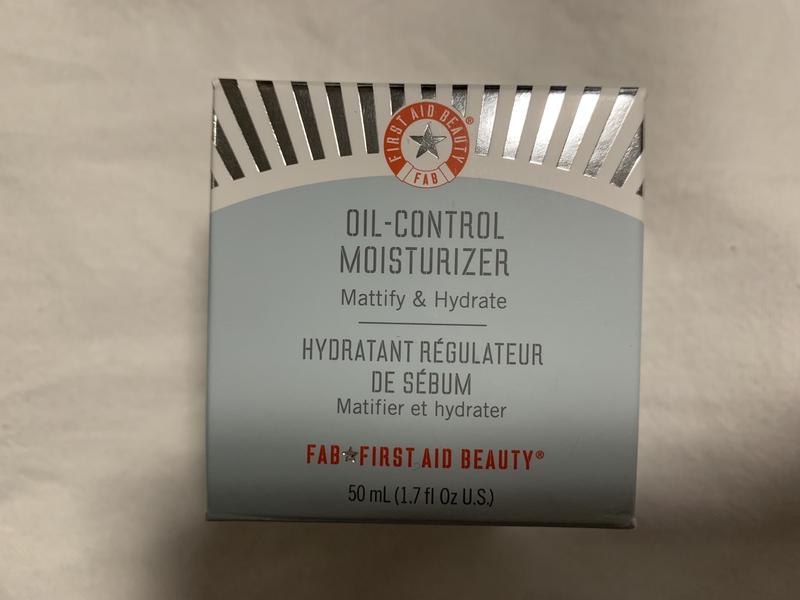 FIRST AID BEAUTY®
FAB
OIL-CONTROL
MOISTURIZER
Mattify & Hydrate
HYDRATANT RÉGULATEUR
DE SÉBUM
Matifier et hydrater
FAB★FIRST AID BEAUTY®
50 mL (1.7 fl Oz U.S.)